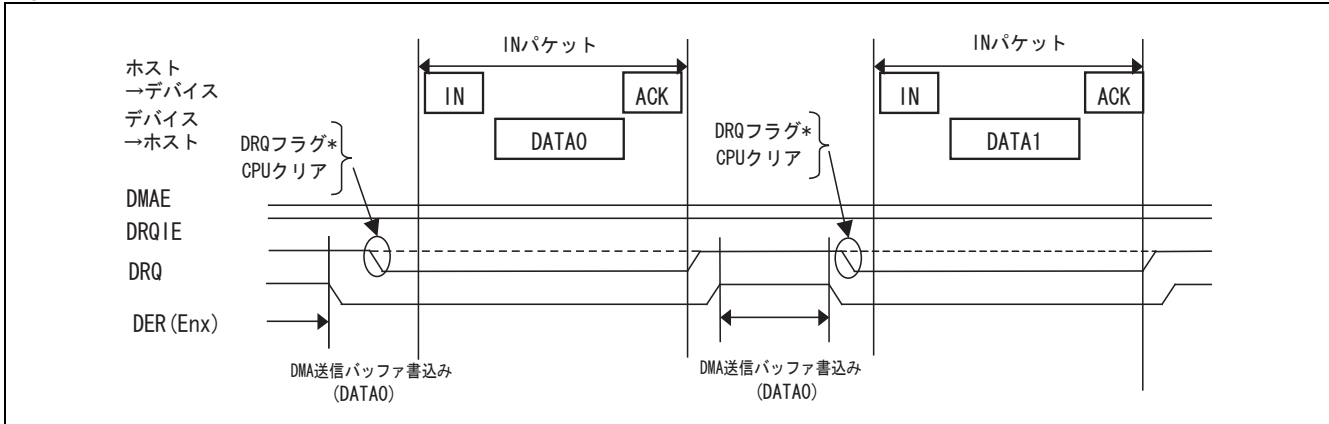 INパケット
INパケット
ホスト
→デバイス
IN
ACK
IN
ACK
デバイス
→ホスト
DRQフラグ*
CPUクリア
DATA0
DRQフラグ*
CPUクリア
DATA1
DMAE
DRQIE
DRQ
DER(Enx)
DMA送信バッファ書込み
(DATA0)
DMA送信バッファ書込み
(DATA0)